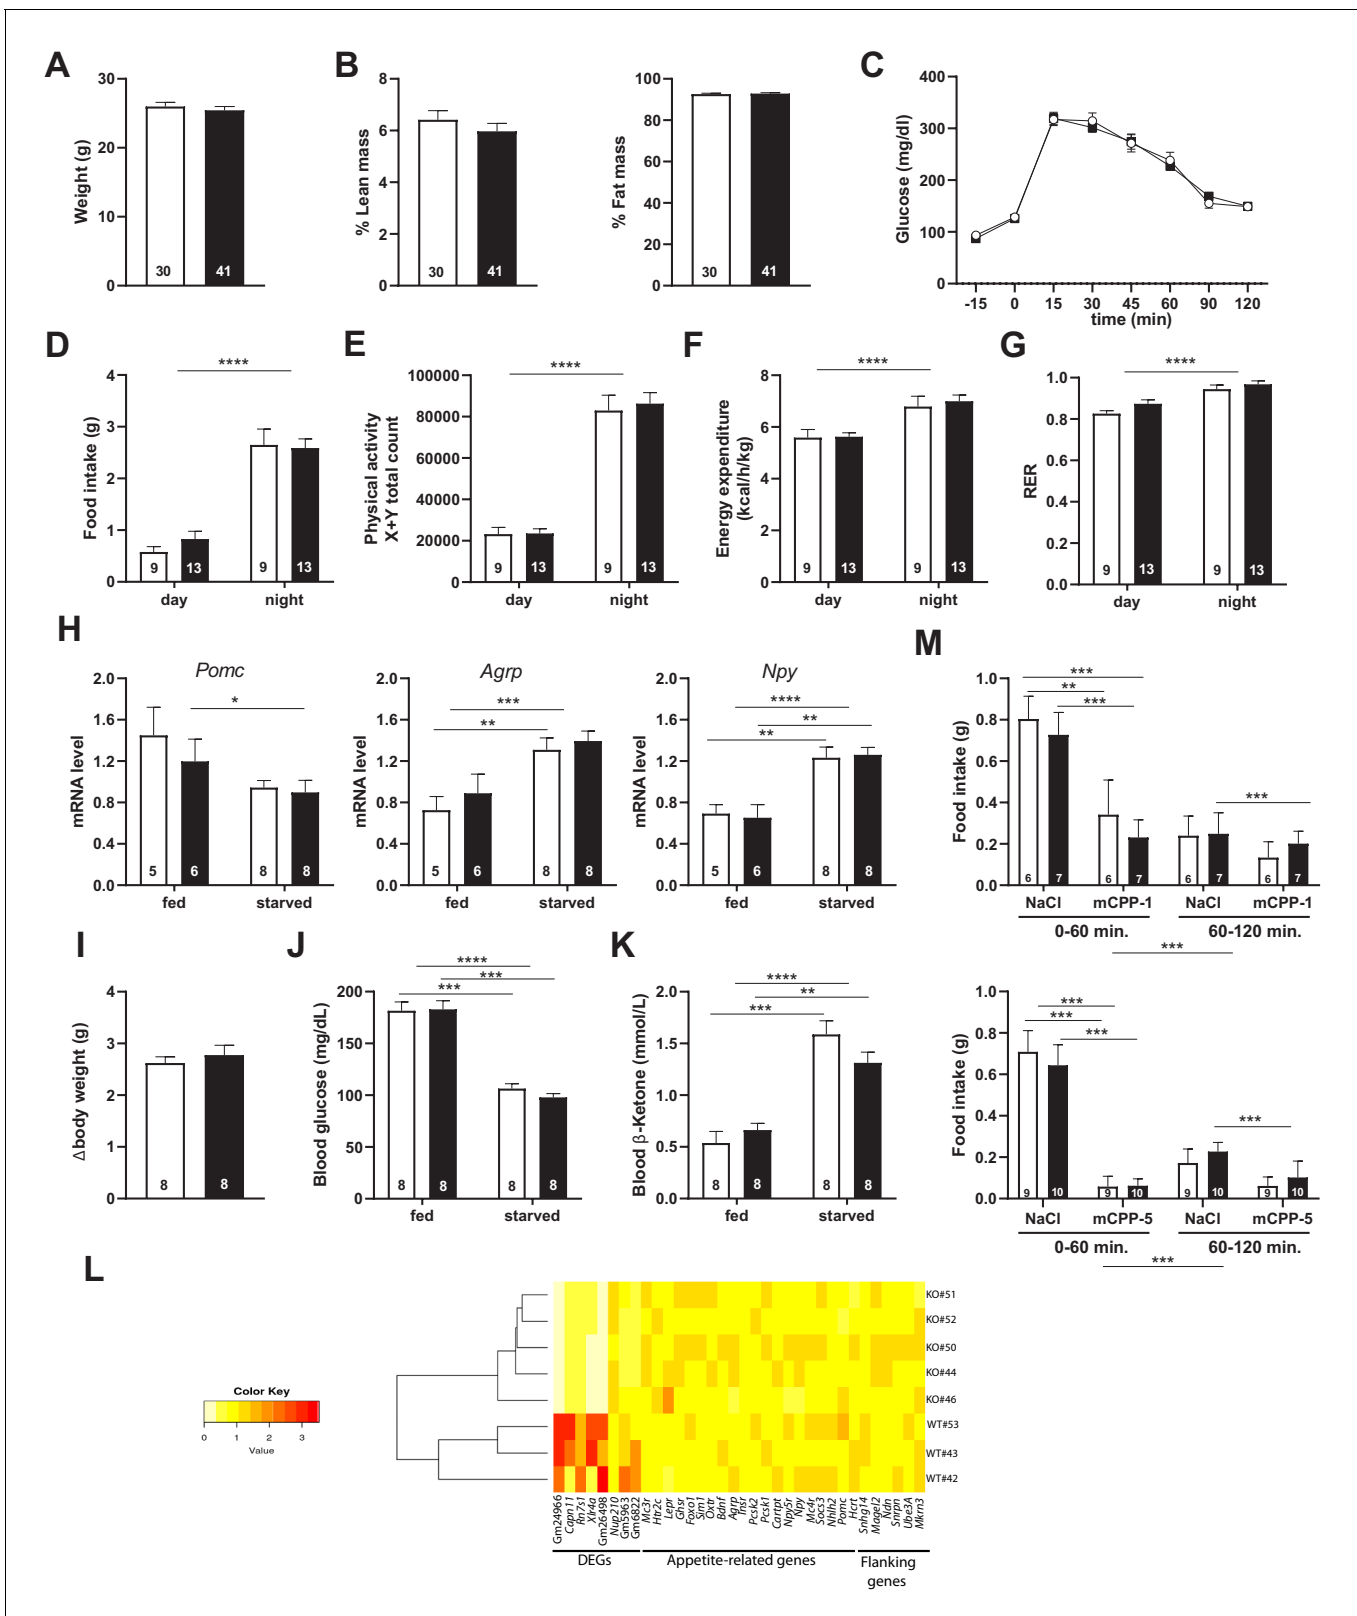 A
Weight (g)
30
20
10
0
30
41
B
% Lean mass
8
6
4
2
0
30
41
% Fat mass
100
80
60
40
20
0
30
41
C
Glucose (mg/dl)
400
300
200
100
0
-15 0 15 30 45 60 90 120
time (min)
D
Food intake (g)
4
3
2
1
0
****
9 13 9 13
day night
E
Physical activity
X+Y total count
100000
80000
60000
40000
20000
0
****
9 13 9 13
day night
F
Energy expenditure
(kcal/h/kg)
8
6
4
2
0
****
9 13 9 13
day night
G
RER
1.0
0.8
0.6
0.4
0.2
0.0
****
9 13 9 13
day night
H
Pomc
mRNA level
2.0
1.6
1.2
0.8
0.4
0.0
*
5 6 8 8
fed starved
Agrp
mRNA level
2.0
1.6
1.2
0.8
0.4
0.0
***
**
5 6 8 8
fed starved
Npy
mRNA level
2.0
1.6
1.2
0.8
0.4
0.0
****
**
**
5 6 8 8
fed starved
M
Food intake (g)
1.0
0.8
0.6
0.4
0.2
0.0
***
**
***
***
6 7 6 7 6 7 6 7
NaCl mCPP-1 NaCl mCPP-1
0-60 min. 60-120 min.
***
Food intake (g)
1.0
0.8
0.6
0.4
0.2
0.0
***
***
***
***
9 10 9 10 9 10 9 10
NaCl mCPP-5 NaCl mCPP-5
0-60 min. 60-120 min.
***
I
Δbody weight (g)
4
3
2
1
0
8 8
J
Blood glucose (mg/dL)
200
150
100
50
0
****
***
***
8 8 8 8
fed starved
K
Blood β-Ketone (mmol/L)
2.0
1.5
1.0
0.5
0.0
****
**
***
8 8 8 8
fed starved
L
Color Key
0 1 2 3
Value
KO#51
KO#52
KO#50
KO#44
KO#46
WT#53
WT#43
WT#42
Gm24966
Capn11
Rn7s1
Xlr4a
Gm26498
Nup210
Gm5963
Gm6822
Mc3r
Htr2c
Lepr
Ghsr
Foxo1
Sim1
Oxtr
Bdnf
Agrp
Insr
Pcsk2
Pcsk1
Cartpt
Npy5r
Npy
Mc4r
Socs3
Nhlh2
Pomc
Hcrt
Snhg14
Magel2
Ndn
Snrpn
Ube3A
Mkrn3
DEGs
Appetite-related genes
Flanking
genes